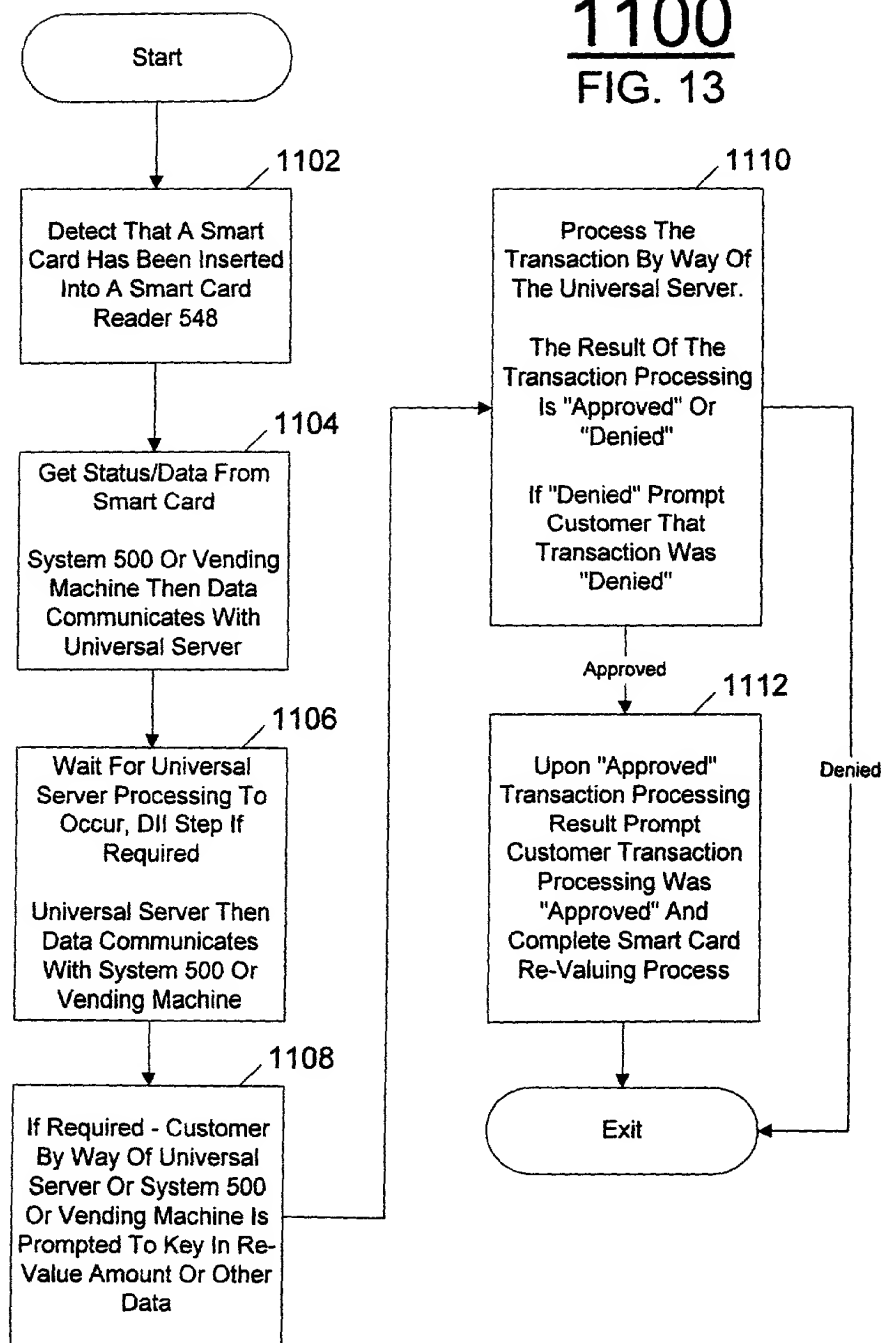 1100
FIG. 13
Start
1102
Detect That A Smart
Card Has Been Inserted
Into A Smart Card
Reader 548
1104
Get Status/Data From
Smart Card
System 500 Or Vending
Machine Then Data
Communicates With
Universal Server
1106
Wait For Universal
Server Processing To
Occur, DII Step If
Required
Universal Server Then
Data Communicates
With System 500 Or
Vending Machine
1108
If Required - Customer
By Way Of Universal
Server Or System 500
Or Vending Machine Is
Prompted To Key In Re-
Value Amount Or Other
Data
1110
Process The
Transaction By Way Of
The Universal Server.
The Result Of The
Transaction Processing
Is "Approved" Or
"Denied"
If "Denied" Prompt
Customer That
Transaction Was
"Denied"
Approved
1112
Upon "Approved"
Transaction Processing
Result Prompt
Customer Transaction
Processing Was
"Approved" And
Complete Smart Card
Re-Valuing Process
Denied
Exit